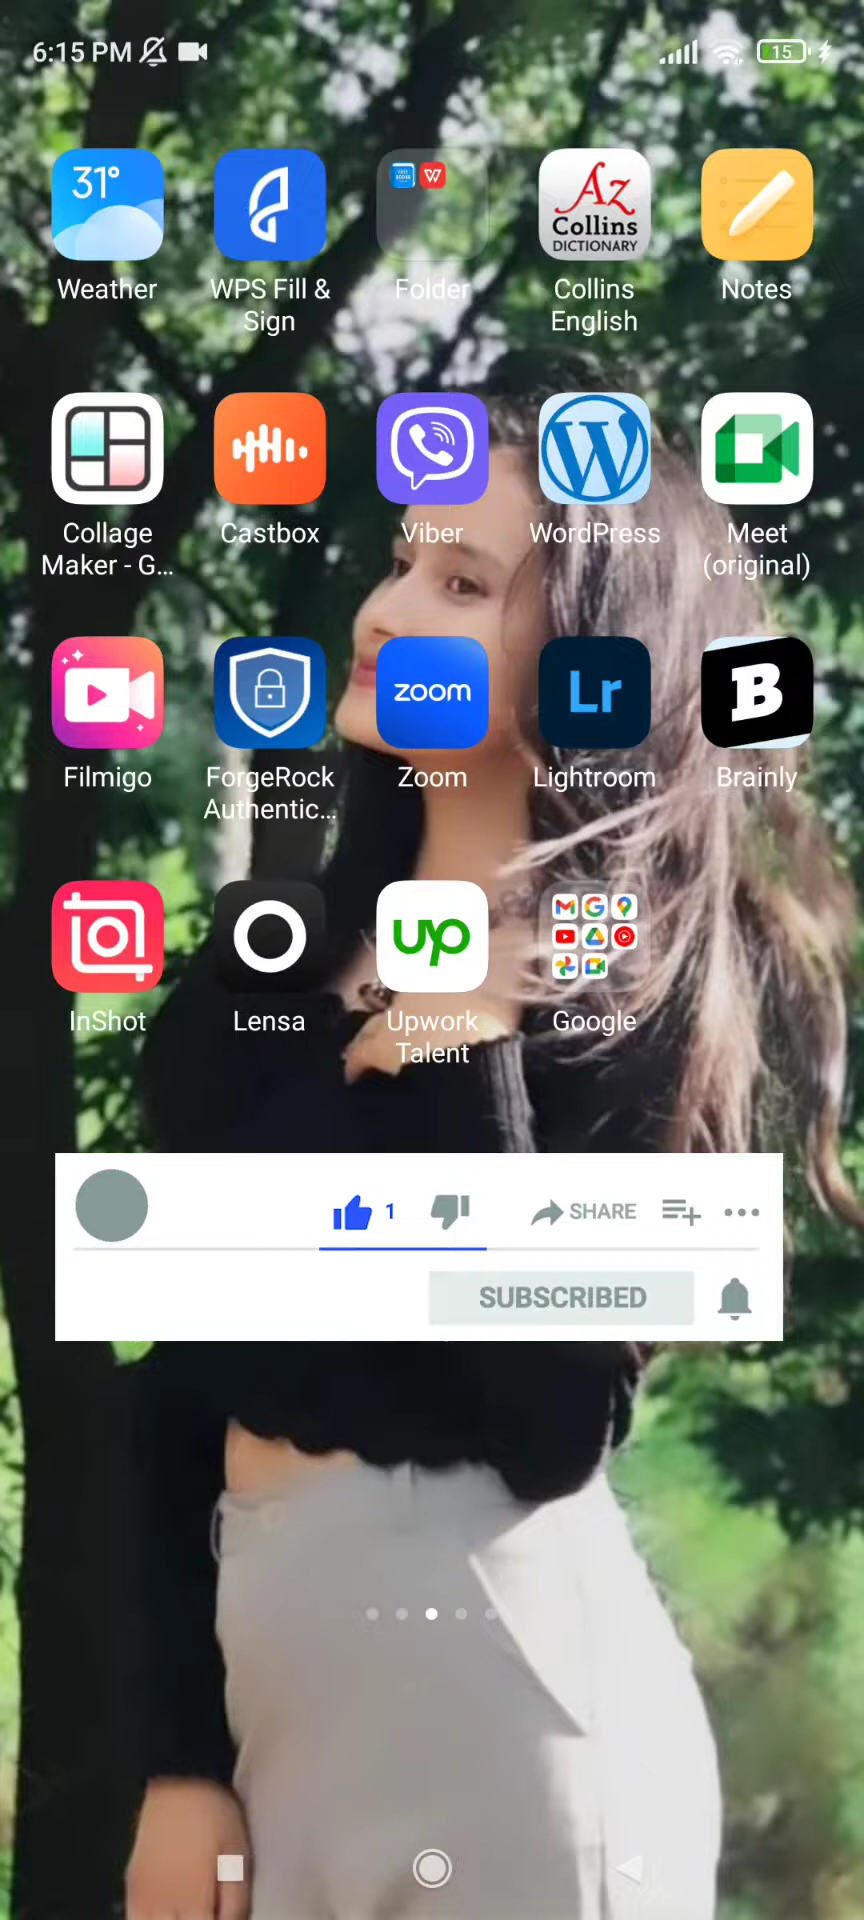 6:15 PM
15
31°
Weather
WPS Fill &
Sign
Folder
Az
Collins
DICTIONARY
Collins
English
Notes
Collage
Maker - G...
Castbox
Viber
W
WordPress
Meet
(original)
Filmigo
ForgeRock
Authentic...
zoom
Zoom
Lr
Lightroom
B
Brainly
InShot
Lensa
up
Upwork
Talent
Google
1
SHARE
SUBSCRIBED